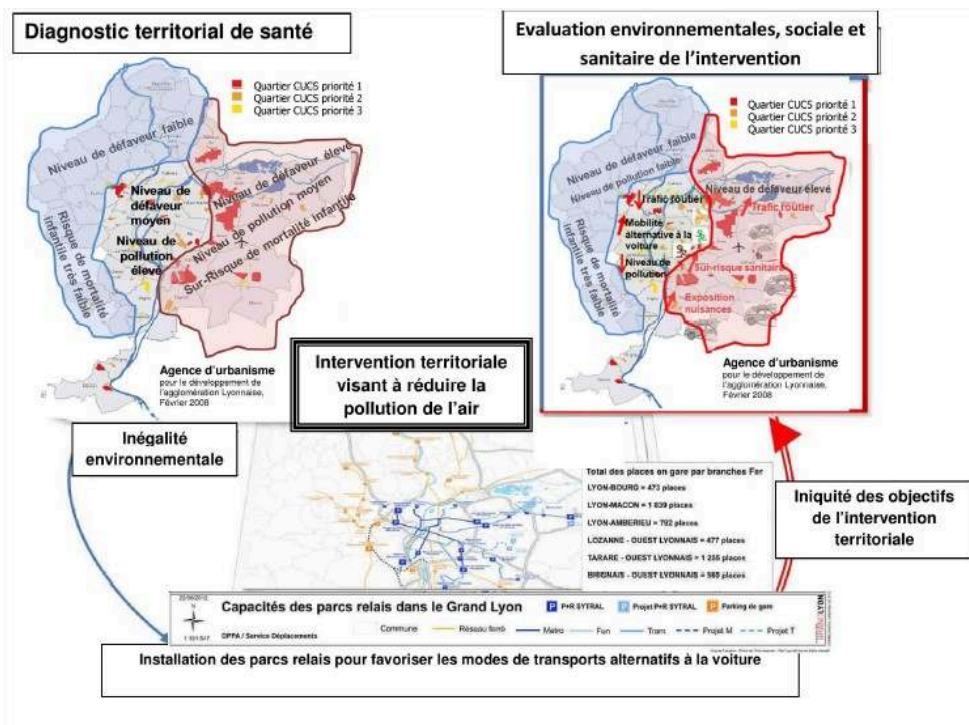 Diagnostic territorial de santé
Quartier CUCS priorité 1
Quartier CUCS priorité 2
Quartier CUCS priorité 3
Niveau de défaveur faible
Niveau de défaveur élevé
Niveau de défaveur
moyen
Niveau de pollution moyen
Niveau de
pollution
élevé
Sur-Risque de mortalité infantile
Risque de mortalité
infantile très faible
Agence d'urbanisme
pour le développement de
l'agglomération Lyonnaise,
Février 2008
Evaluation environnementales, sociale et
sanitaire de l'intervention
Quartier CUCS priorité 1
Quartier CUCS priorité 2
Quartier CUCS priorité 3
Niveau de défaveur faible
Niveau de pollution faible
Niveau de défaveur élevé
Trafic routier
Trafic routier
Mobilité
alternative à la
voiture
Niveau de
pollution
Sur-risque sanitaire
Exposition
nuisances
Risque de mortalité
infantile très faible
Agence d'urbanisme
pour le développement de
l'agglomération Lyonnaise,
Février 2008
Intervention territoriale
visant à réduire la
pollution de l'air
Inégalité
environnementale
Iniquité des objectifs
de l'intervention
territoriale
Total des places en gare par branches Fer
LYON-BOURG = 473 places
LYON-MACON = 1 839 places
LYON-AMBERIEU = 792 places
LOZANNE - OUEST LYONNAIS = 477 places
TARARE - OUEST LYONNAIS = 1 255 places
BRIGNAIS - OUEST LYONNAIS = 565 places
Capacités des parcs relais dans le Grand Lyon
P+R SYTRAL
Projet P+R SYTRAL
Parking de gare
DPPA / Service Déplacements
Commune
Réseau ferré
Metro
Fun
Tram
Projet M
Projet T
Installation des parcs relais pour favoriser les modes de transports alternatifs à la voiture